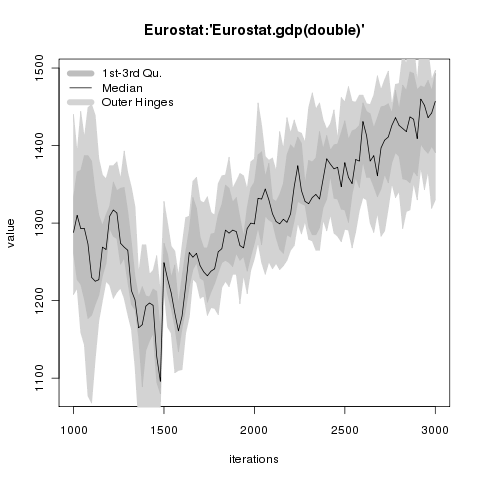 Eurostat:'Eurostat.gdp(double)'
1st-3rd Qu.
Median
Outer Hinges
value
1500
1400
1300
1200
1100
1000 1500 2000 2500 3000
iterations